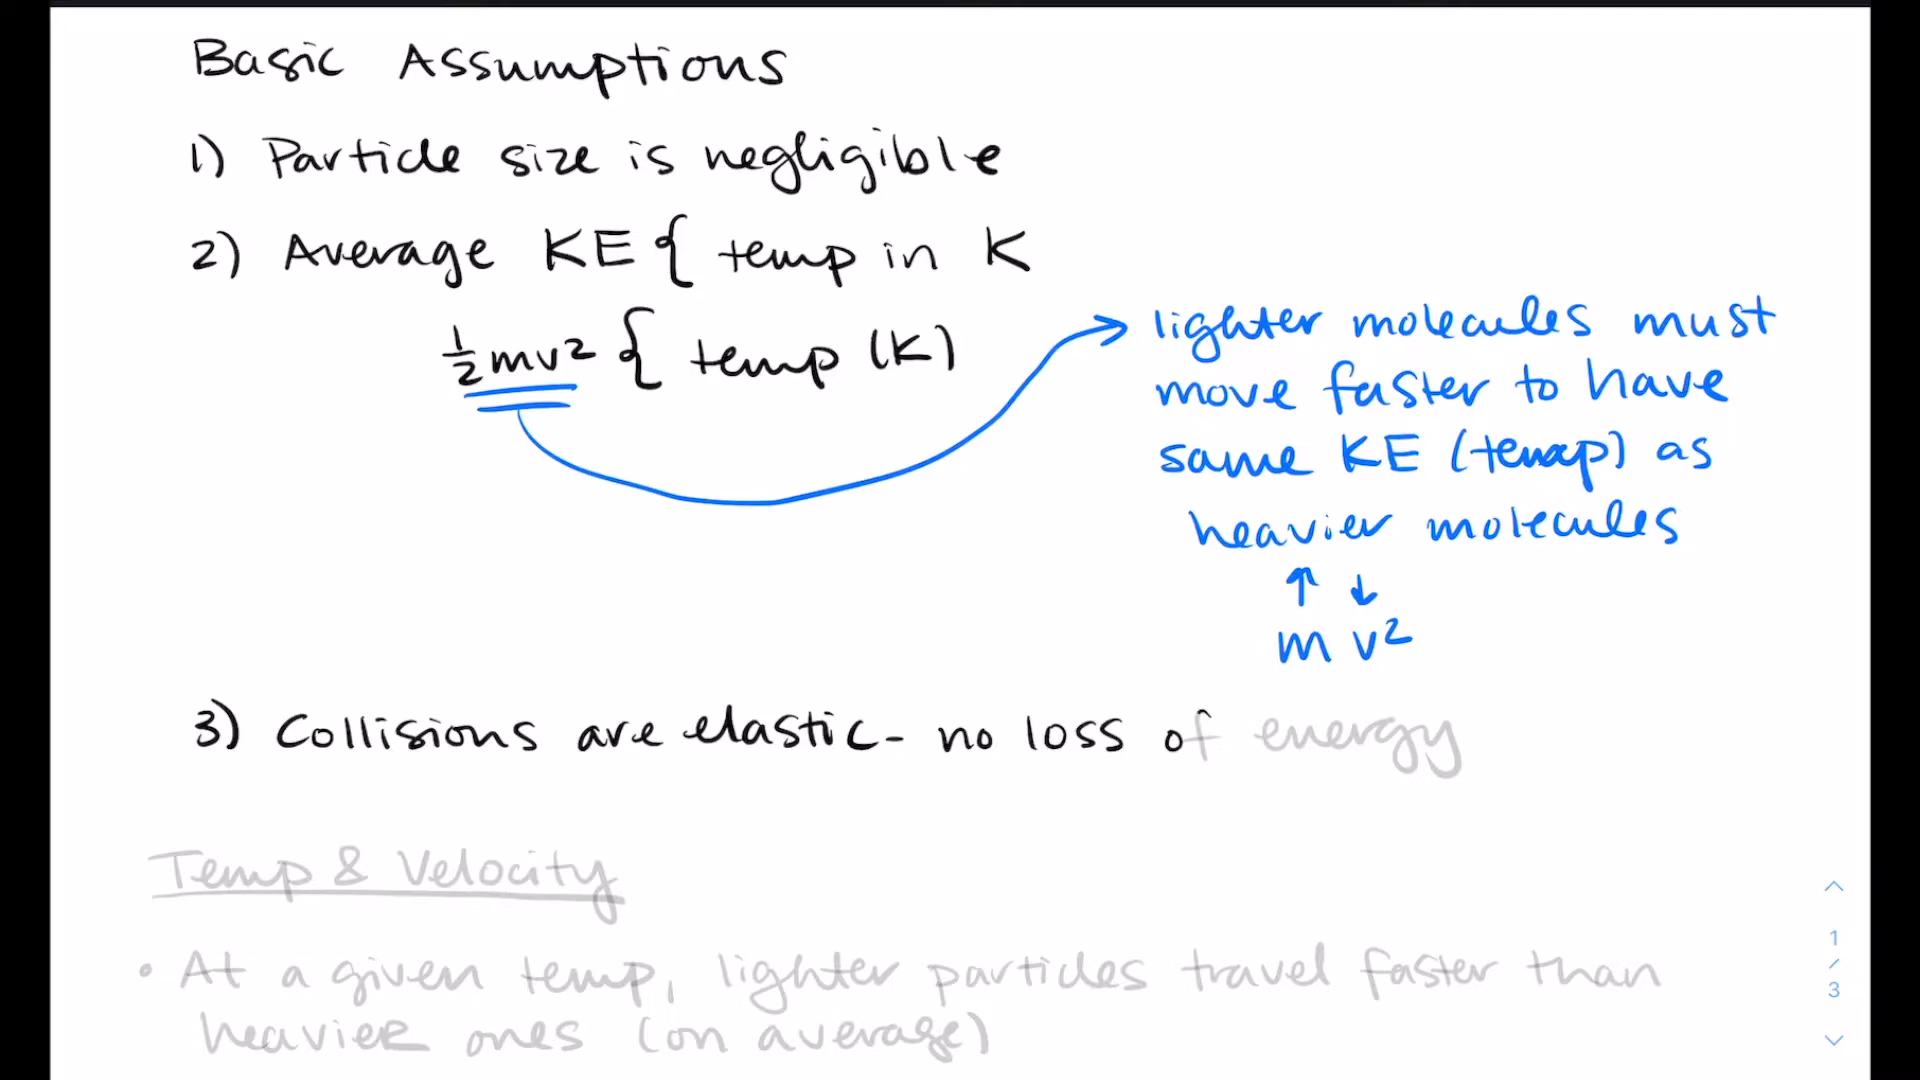 Basic Assumptions
1) Particle size is negligible
2) Average KE { temp in K
½mv² { temp (K)
lighter molecules must
move faster to have
same KE (temp) as
heavier molecules
↑ ↓
m v²
3) Collisions are elastic - no loss of energy
Temp & Velocity
• At a given temp, lighter particles travel faster than
heavier ones (on average)
1
/
3